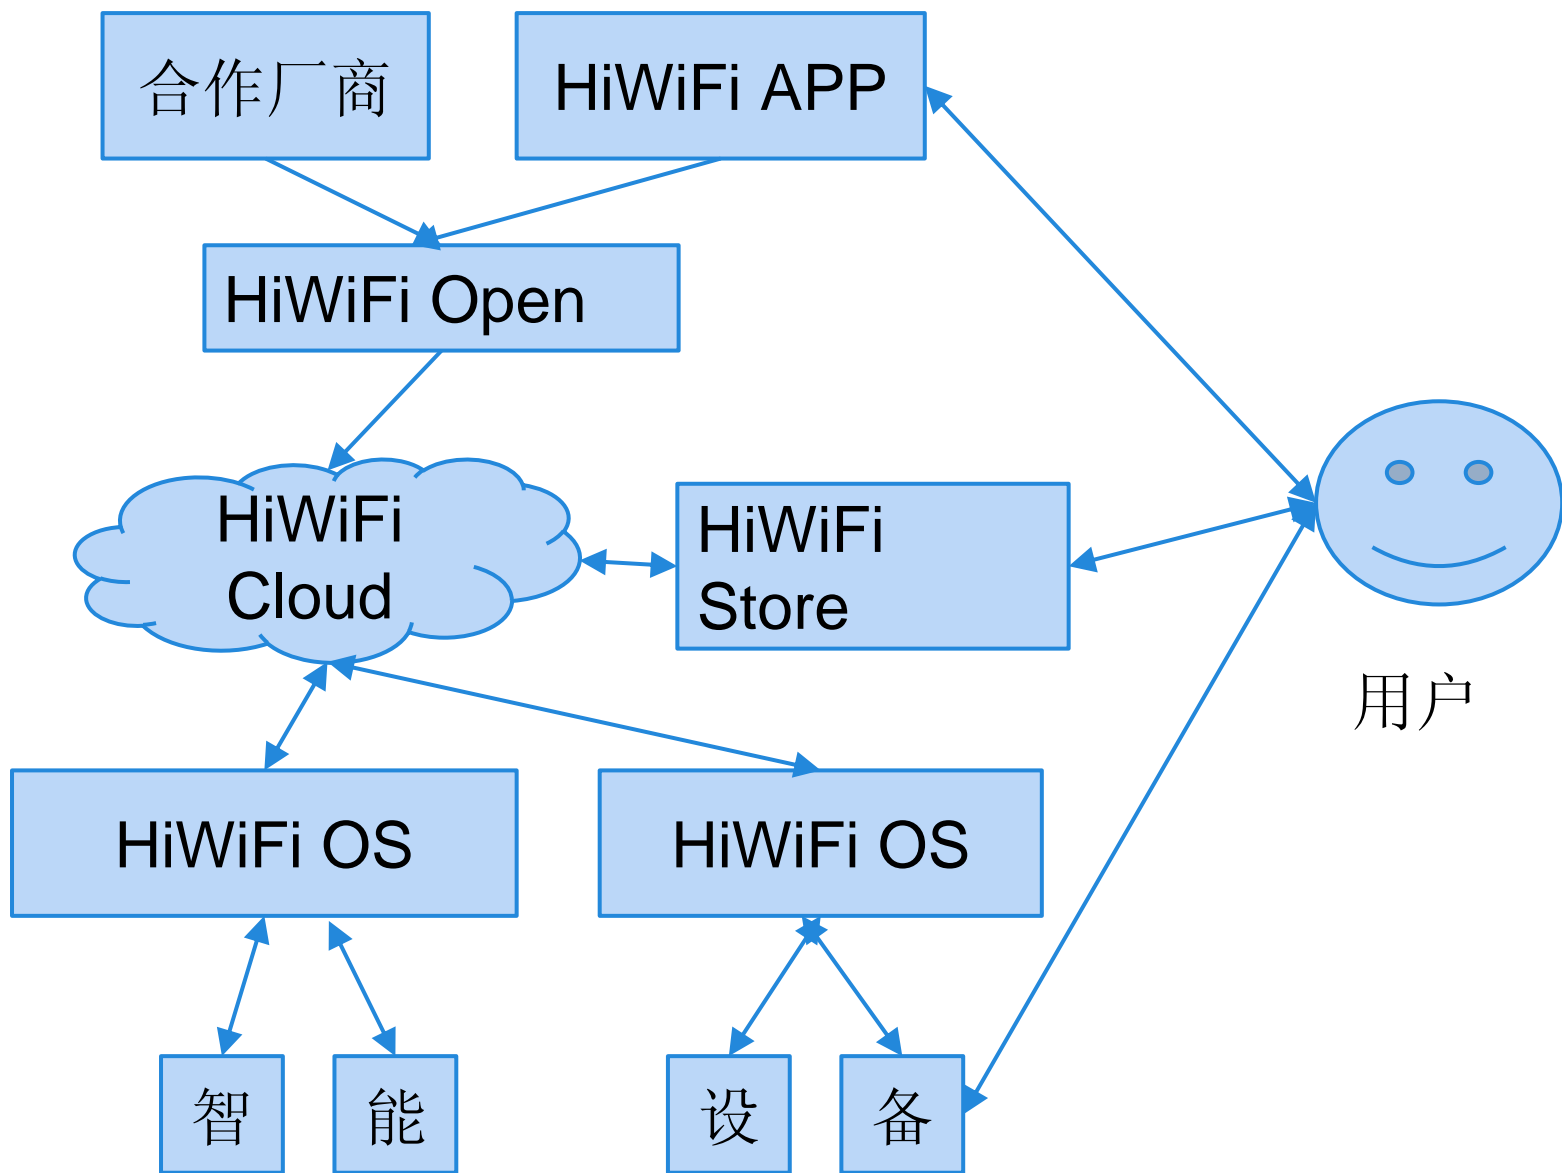 合作厂商
HiWiFi APP
HiWiFi Open
HiWiFi
Cloud
HiWiFi
Store
用户
HiWiFi OS
HiWiFi OS
智
能
设
备